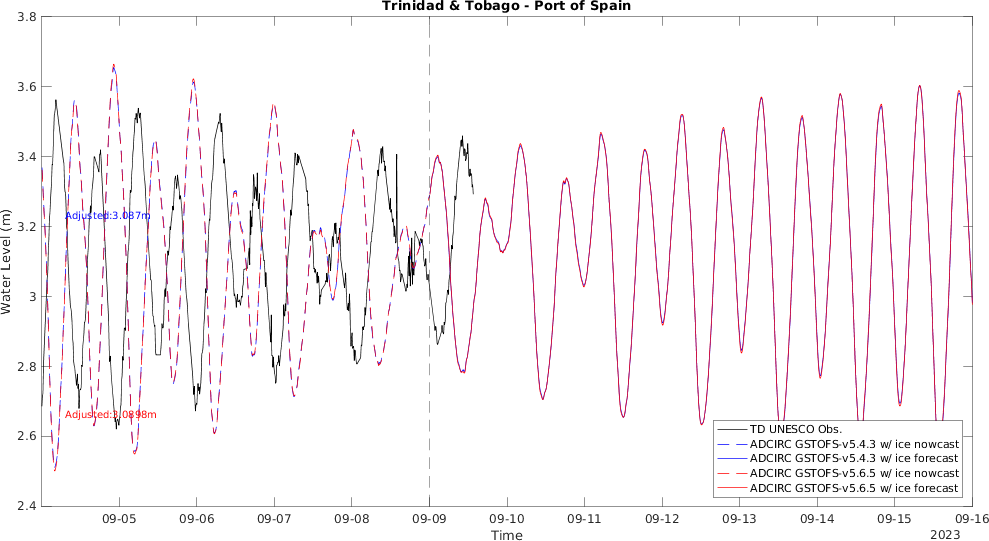 Trinidad & Tobago - Port of Spain
3.8
3.6
3.4
3.2
3
2.8
2.6
2.4
Water Level (m)
Adjusted:3.087m
Adjusted:3.0898m
TD UNESCO Obs.
ADCIRC GSTOFS-v5.4.3 w/ ice nowcast
ADCIRC GSTOFS-v5.4.3 w/ ice forecast
ADCIRC GSTOFS-v5.6.5 w/ ice nowcast
ADCIRC GSTOFS-v5.6.5 w/ ice forecast
09-05 09-06 09-07 09-08 09-09 09-10 09-11 09-12 09-13 09-14 09-15 09-16
Time
2023